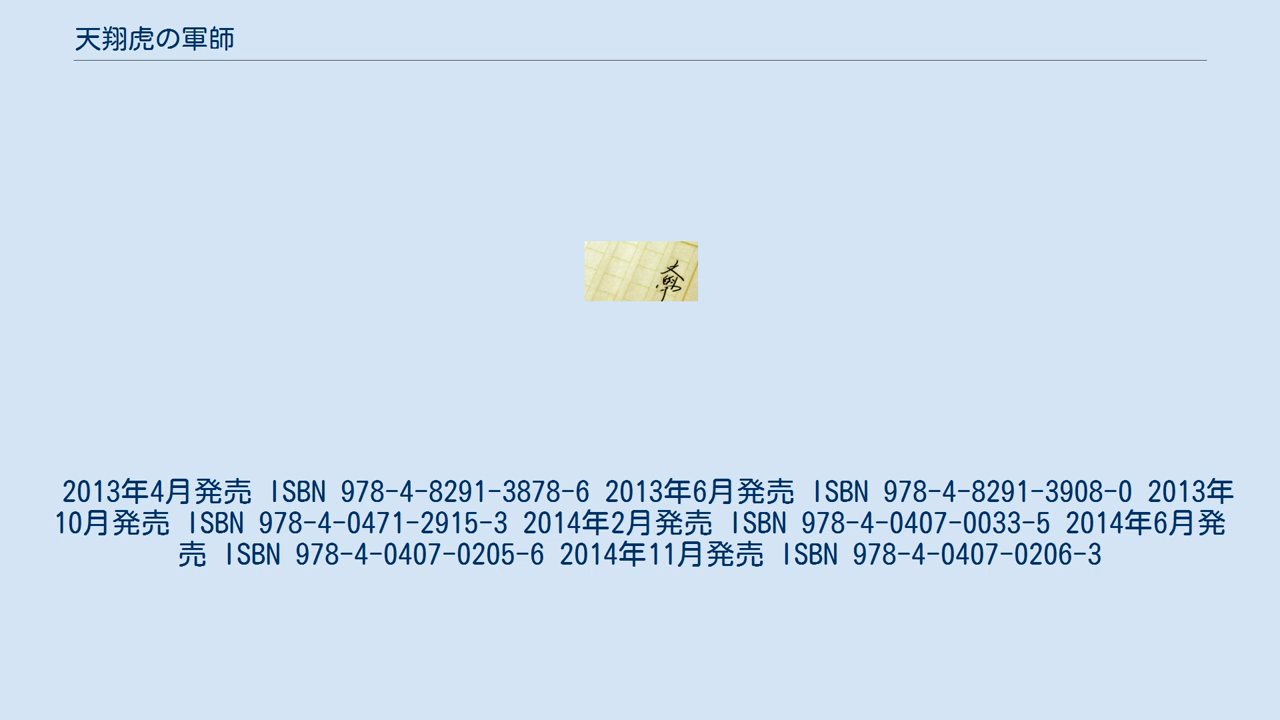 天翔虎の軍師
2013年4月発売 ISBN 978-4-8291-3878-6 2013年6月発売 ISBN 978-4-8291-3908-0 2013年
10月発売 ISBN 978-4-0471-2915-3 2014年2月発売 ISBN 978-4-0407-0033-5 2014年6月発
売 ISBN 978-4-0407-0205-6 2014年11月発売 ISBN 978-4-0407-0206-3